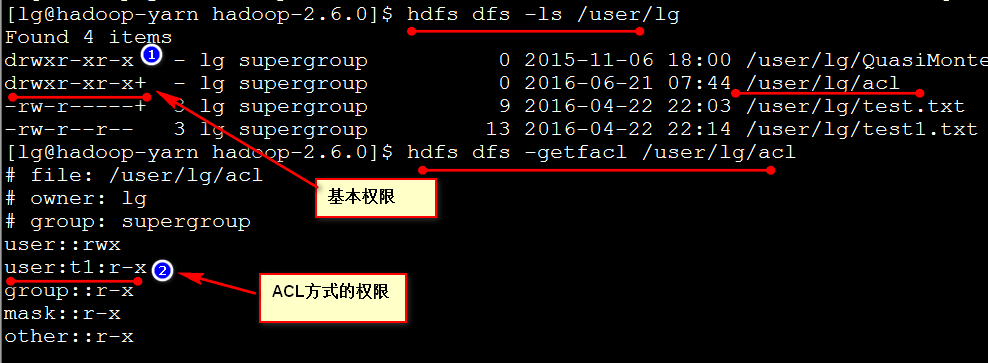 [lg@hadoop-yarn hadoop-2.6.0]$ hdfs dfs -ls /user/lg
Found 4 items
drwxr-xr-x ① - lg supergroup 0 2015-11-06 18:00 /user/lg/QuasiMonte
drwxr-xr-x+ - lg supergroup 0 2016-06-21 07:44 /user/lg/acl
-rw-r-----+ 3 lg supergroup 9 2016-04-22 22:03 /user/lg/test.txt
-rw-r--r-- 3 lg supergroup 13 2016-04-22 22:14 /user/lg/test1.txt
[lg@hadoop-yarn hadoop-2.6.0]$ hdfs dfs -getfacl /user/lg/acl
# file: /user/lg/acl
# owner: lg
基本权限
# group: supergroup
user::rwx
user:t1:r-x ②
ACL方式的权限
group::r-x
mask::r-x
other::r-x